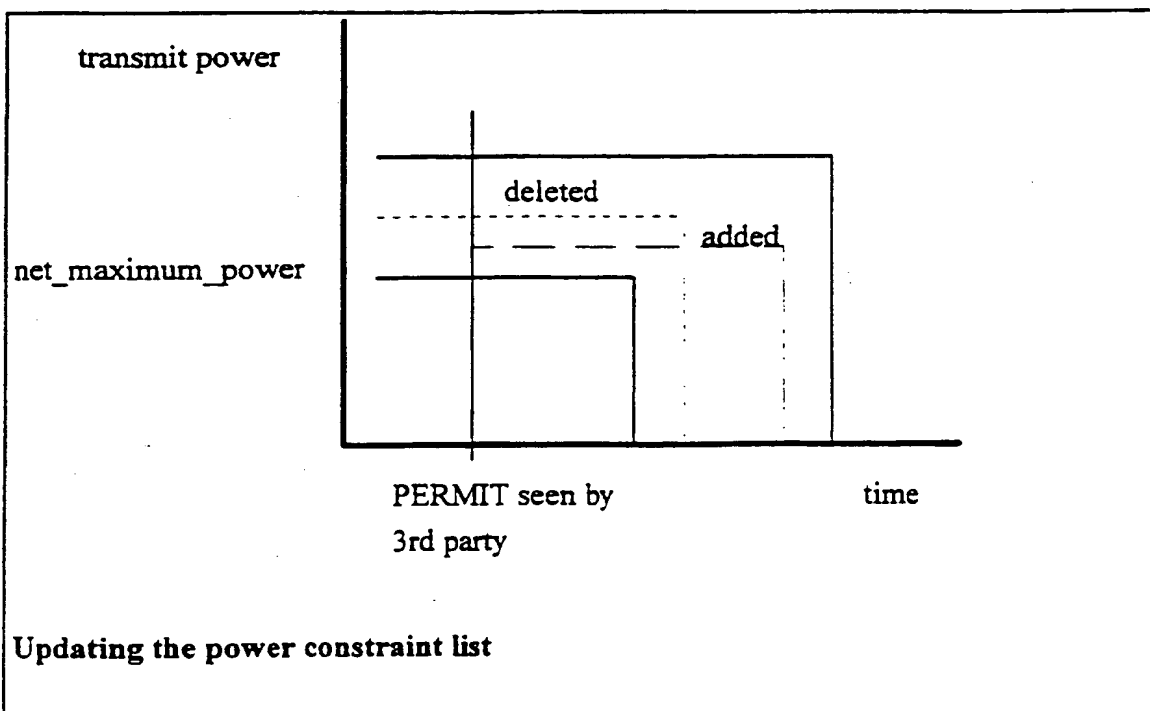 transmit power
deleted
added
net_maximum_power
PERMIT seen by
3rd party
time
Updating the power constraint list